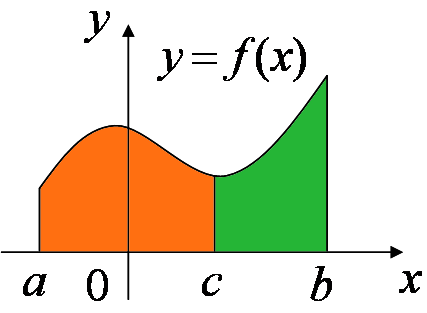 y
y = f(x)
a 0 c b x